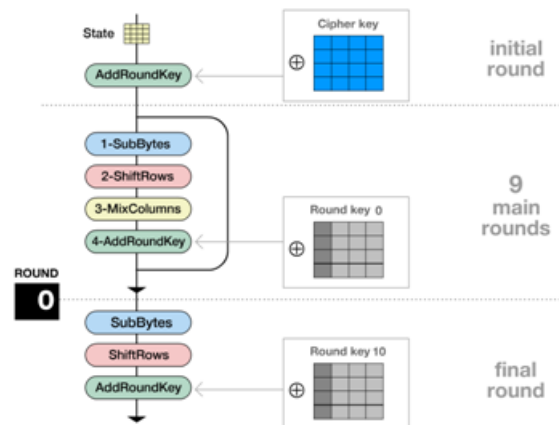 State
Cipher key
AddRoundKey
initial
round
1-SubBytes
2-ShiftRows
3-MixColumns
4-AddRoundKey
Round key 0
9
main
rounds
ROUND
0
SubBytes
ShiftRows
AddRoundKey
Round key 10
final
round